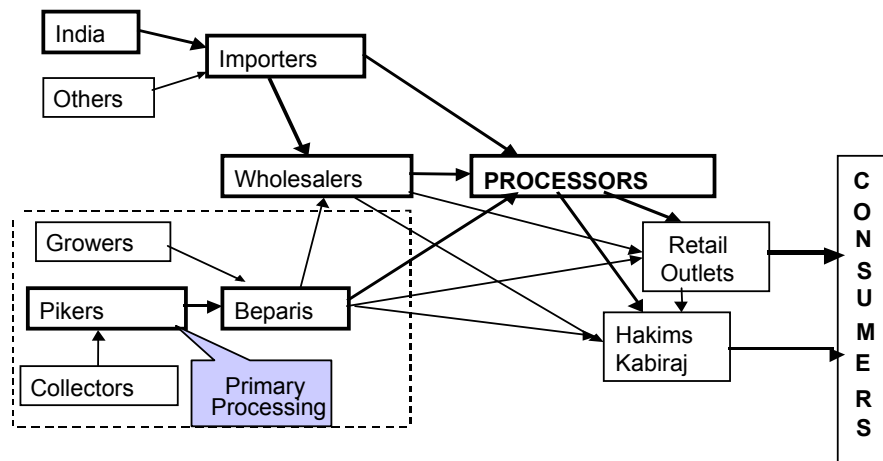 India
Importers
Others
Wholesalers
PROCESSORS
Growers
Retail
Outlets
Pikers
Beparis
Hakims
Kabiraj
Collectors
Primary
Processing
C
O
N
S
U
M
E
R
S